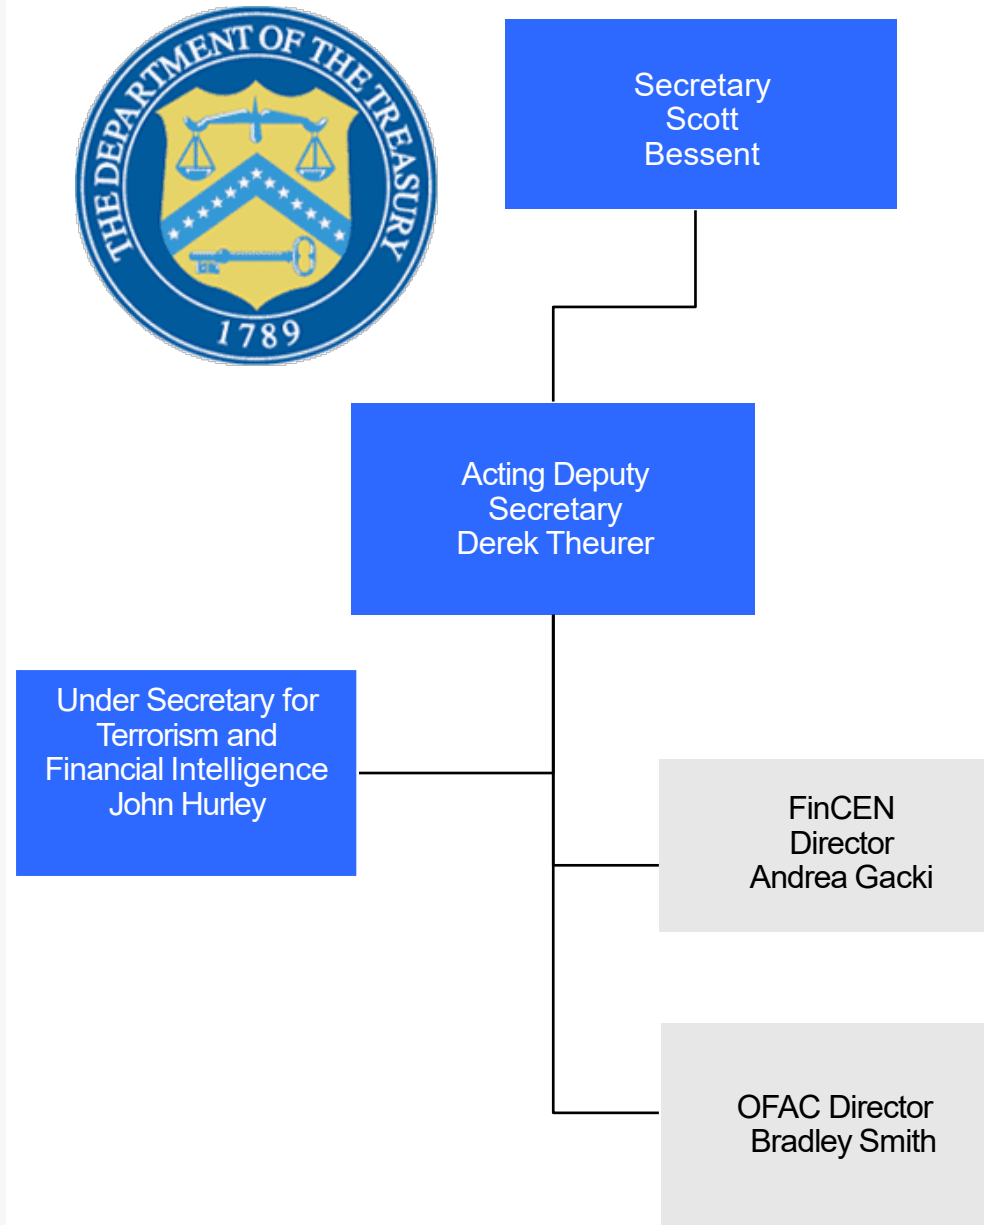 THE DEPARTMENT OF THE TREASURY
1789
Secretary
Scott
Bessent
Acting Deputy
Secretary
Derek Theurer
Under Secretary for
Terrorism and
Financial Intelligence
John Hurley
FinCEN
Director
Andrea Gacki
OFAC Director
Bradley Smith